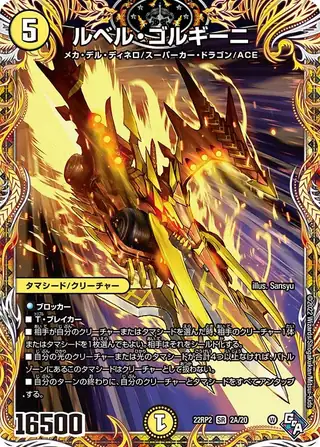 5
ルベル・ゴルギーニ
メカ・デル・ディネロ/スーパーカー・ドラゴン/ACE
illus. Sansyu
タマシード/クリーチャー
ブロッカー
T・ブレイカー
相手が自分のクリーチャーまたはタマシードを選んだ時、相手のクリーチャー1体
またはタマシードを1枚選んでもよい。相手はそれをシールド化する。
自分の光のクリーチャーまたは光のタマシードが合計4つ以上なければ、バトル
ゾーンにあるこのタマシードはクリーチャーとして扱わない。
自分のターンの終わりに、自分のクリーチャーとタマシードをすべてアンタップ
する。
16500
1
22RP2 SR 2A/20